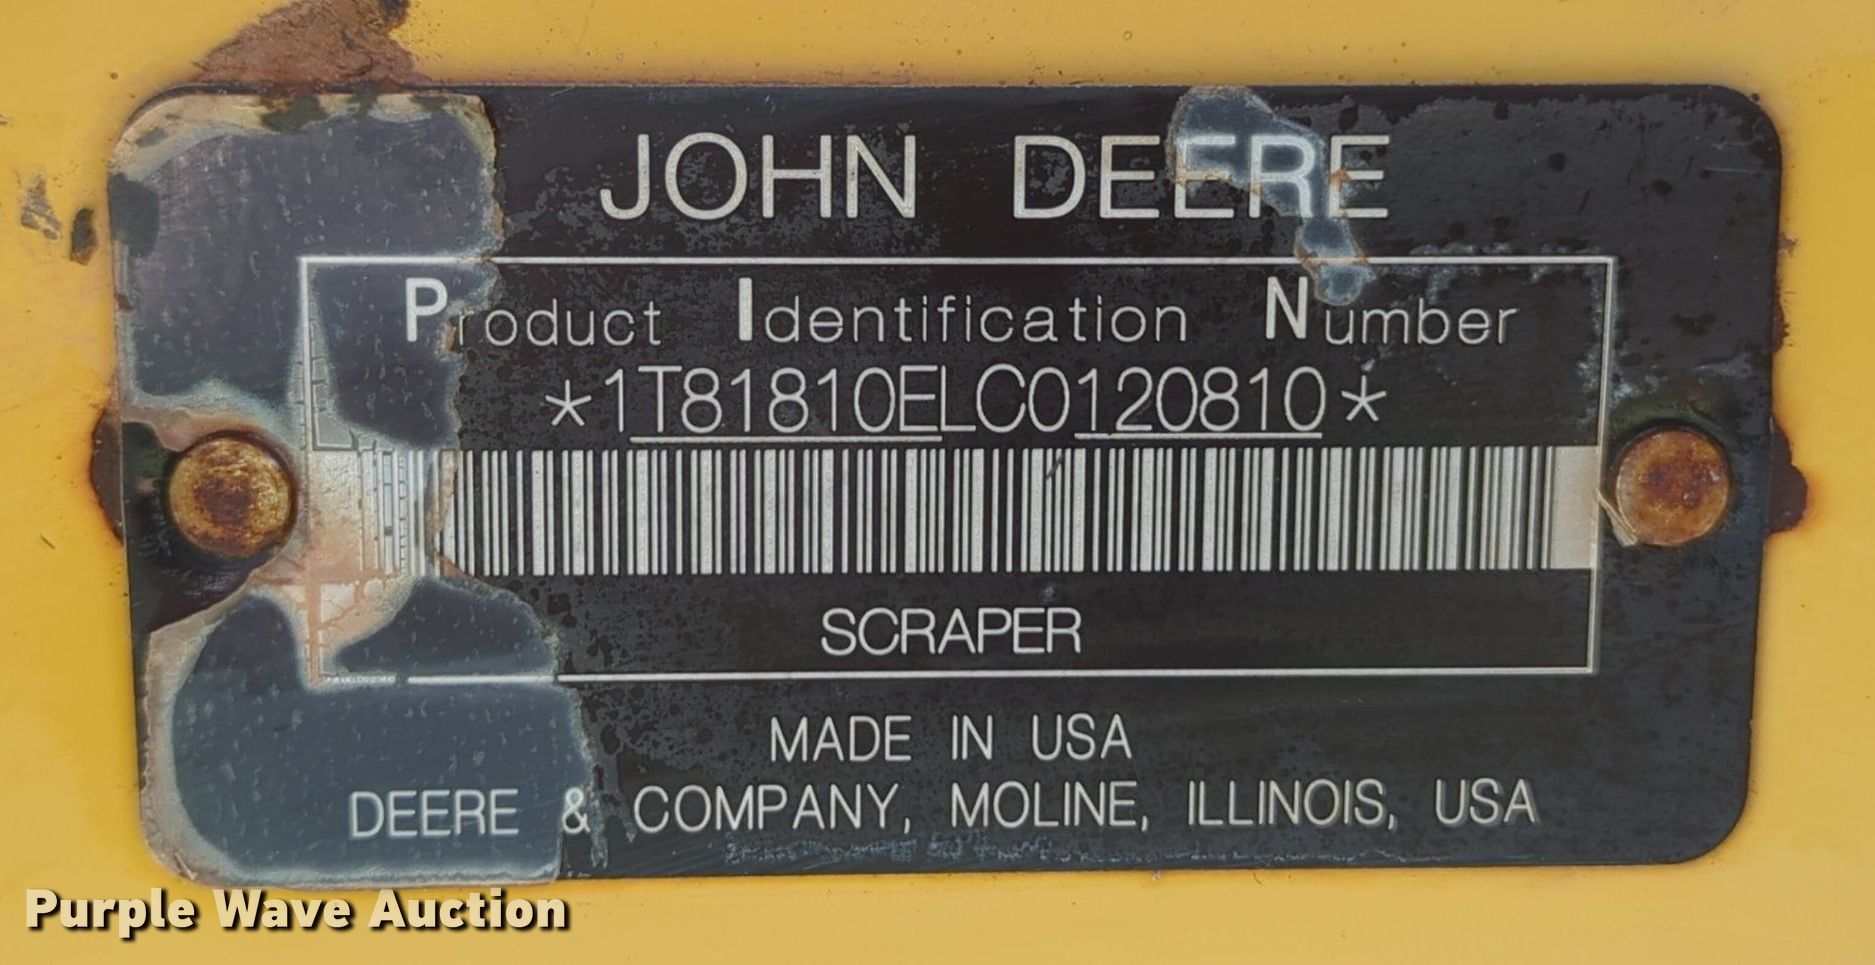 JOHN DEERE
Product Identification Number
*1T81810ELC0120810*
SCRAPER
MADE IN USA
DEERE & COMPANY, MOLINE, ILLINOIS, USA
Purple Wave Auction